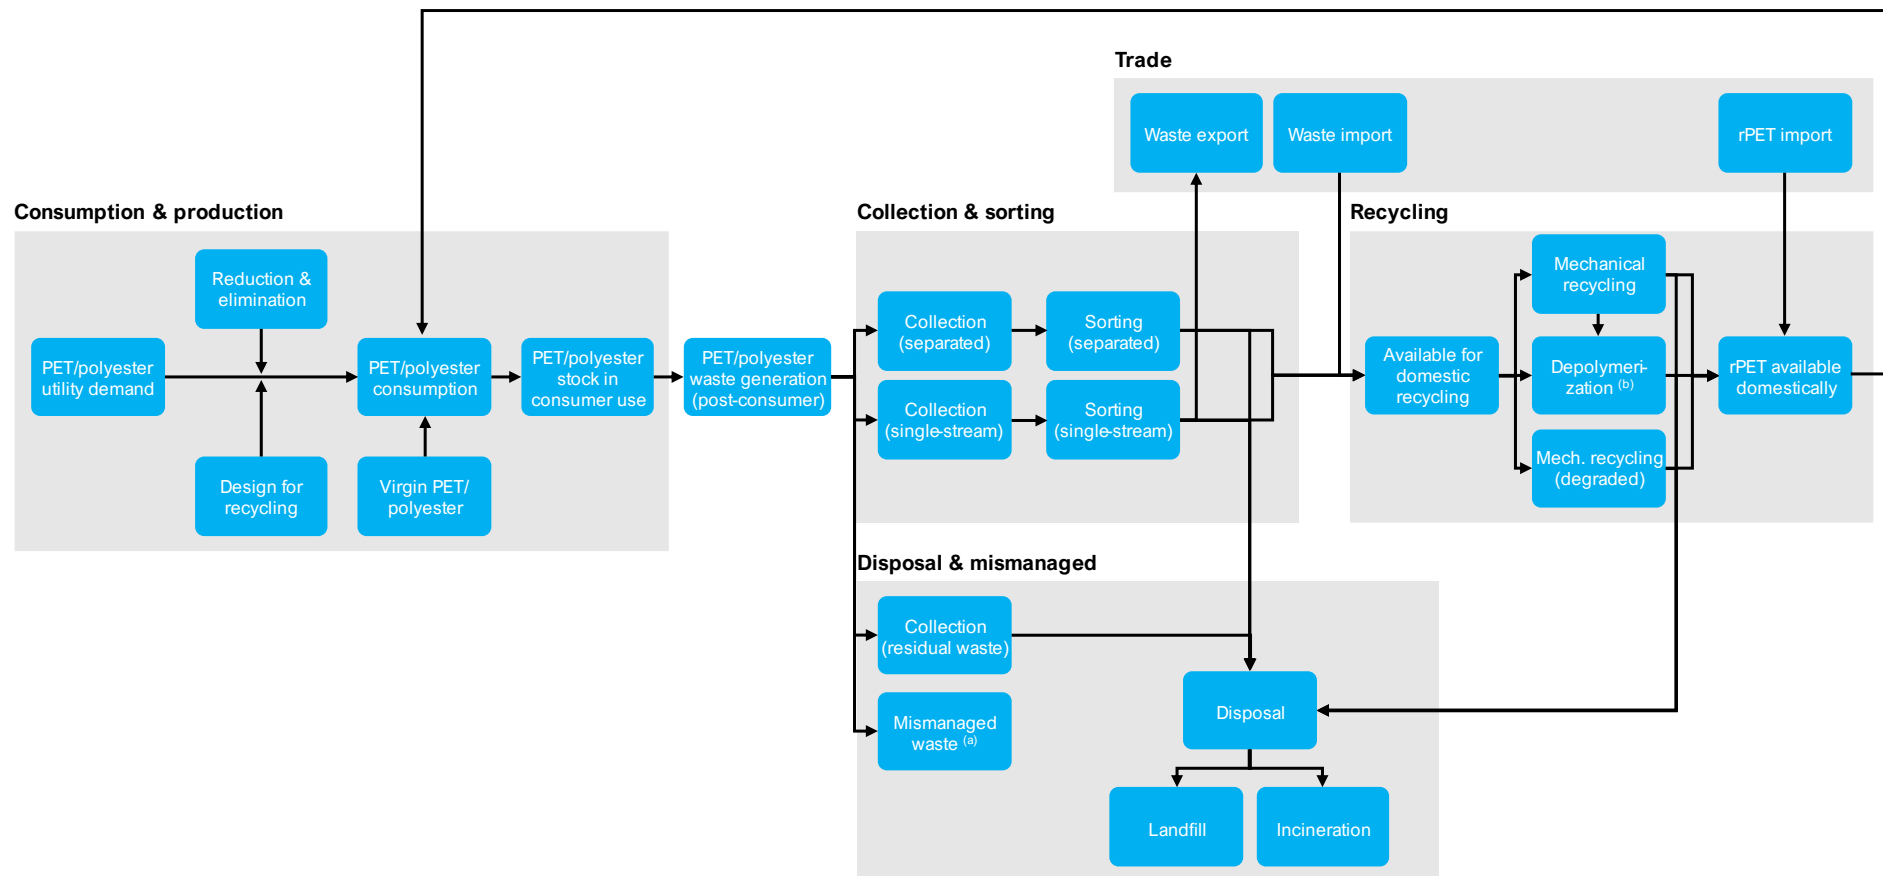 Trade
Waste export
Waste import
rPET import
Consumption & production
Reduction &
elimination
PET/polyester
utility demand
PET/polyester
consumption
PET/polyester
stock in
consumer use
Design for
recycling
Virgin PET/
polyester
PET/polyester
waste generation
(post-consumer)
Collection & sorting
Collection
(separated)
Sorting
(separated)
Collection
(single-stream)
Sorting
(single-stream)
Recycling
Available for
domestic
recycling
Mechanical
recycling
Depolymeri-
zation (b)
Mech. recycling
(degraded)
rPET available
domestically
Disposal & mismanaged
Collection
(residual waste)
Mismanaged
waste (a)
Disposal
Landfill
Incineration